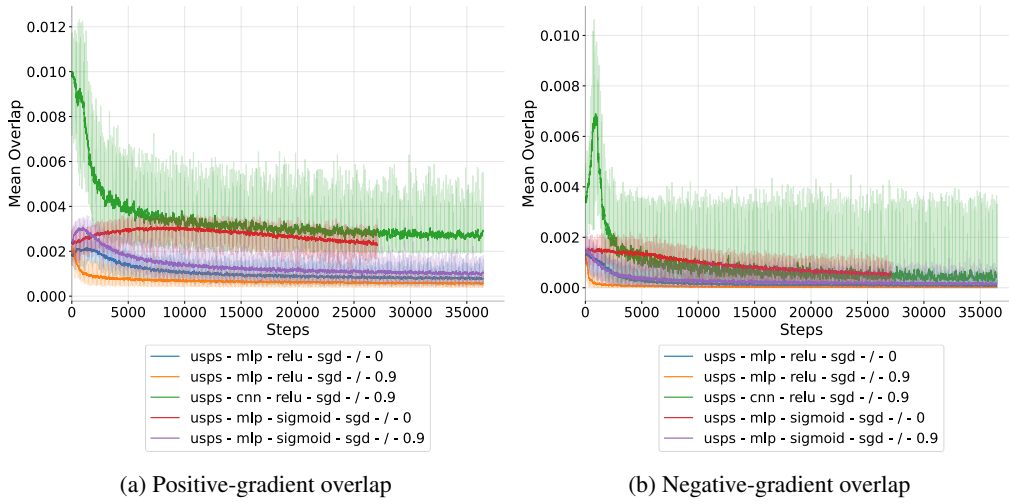 0.012
0.010
0.008
0.006
0.004
0.002
0.000
Mean Overlap
0 5000 10000 15000 20000 25000 30000 35000
Steps
usps - mlp - relu - sgd - / - 0
usps - mlp - relu - sgd - / - 0.9
usps - cnn - relu - sgd - / - 0.9
usps - mlp - sigmoid - sgd - / - 0
usps - mlp - sigmoid - sgd - / - 0.9
(a) Positive-gradient overlap
0.010
0.008
0.006
0.004
0.002
0.000
Mean Overlap
0 5000 10000 15000 20000 25000 30000 35000
Steps
usps - mlp - relu - sgd - / - 0
usps - mlp - relu - sgd - / - 0.9
usps - cnn - relu - sgd - / - 0.9
usps - mlp - sigmoid - sgd - / - 0
usps - mlp - sigmoid - sgd - / - 0.9
(b) Negative-gradient overlap